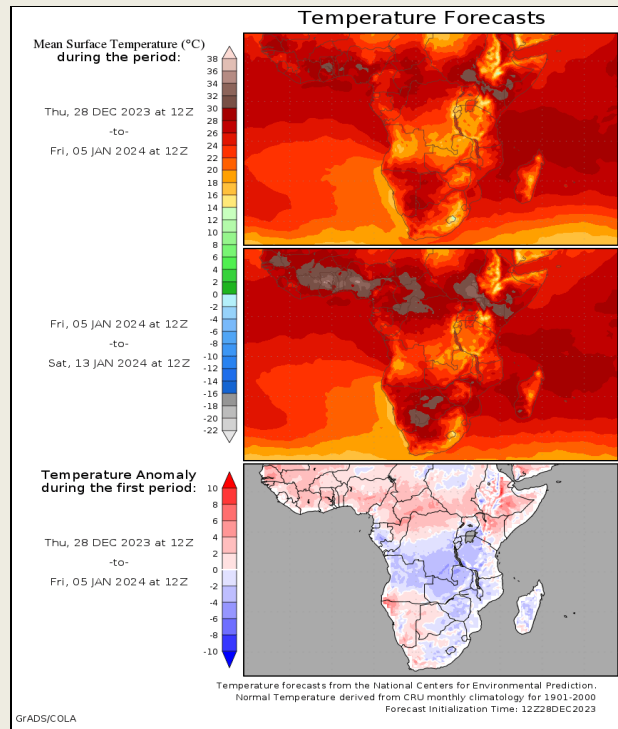 Temperature Forecasts
Mean Surface Temperature (°C)
during the period:
Thu, 28 DEC 2023 at 12Z
-to-
Fri, 05 JAN 2024 at 12Z
38
36
34
32
30
28
26
24
22
20
18
16
14
12
10
8
6
4
2
0
-2
-4
-6
-8
-10
-12
-14
-16
-18
-20
-22
Fri, 05 JAN 2024 at 12Z
-to-
Sat, 13 JAN 2024 at 12Z
Temperature Anomaly
during the first period:
Thu, 28 DEC 2023 at 12Z
-to-
Fri, 05 JAN 2024 at 12Z
10
8
6
4
2
0
-2
-4
-6
-8
-10
Temperature forecasts from the National Centers for Environmental Prediction.
Normal Temperature derived from CRU monthly climatology for 1901-2000
Forecast Initialization Time: 12Z28DEC2023
GrADS/COLA